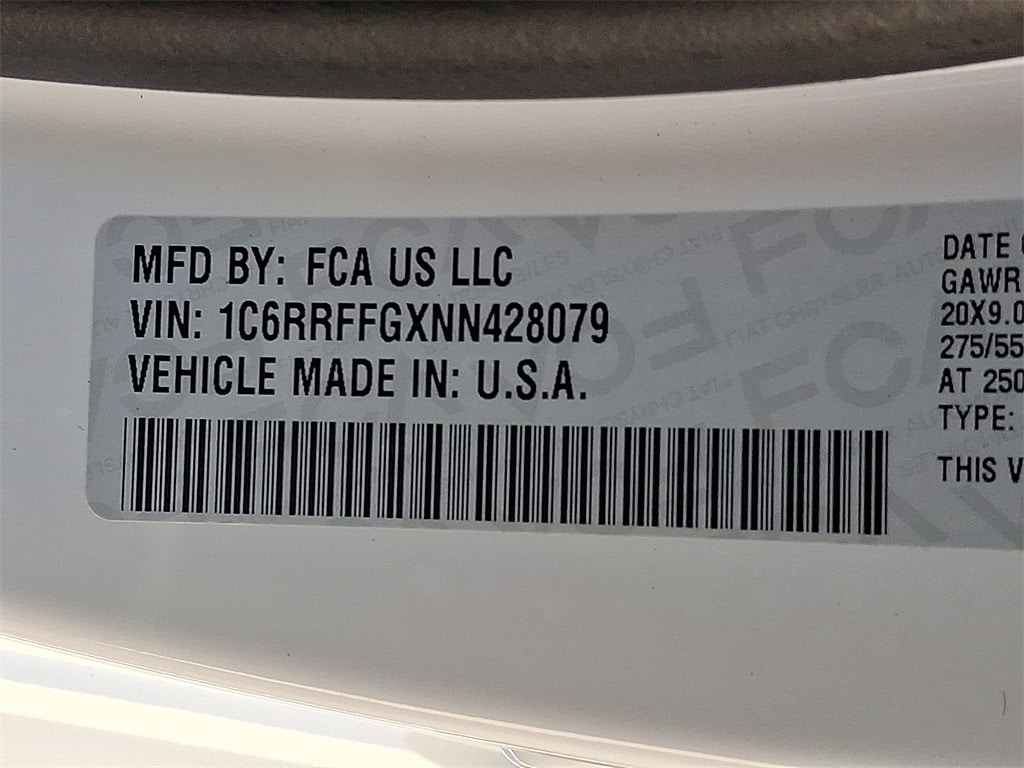 MFD BY: FCA US LLC
VIN: 1C6RRFFGXNN428079
VEHICLE MADE IN: U.S.A.
DATE
GAWR
20X9.0
275/55
AT 250
TYPE:
THIS V